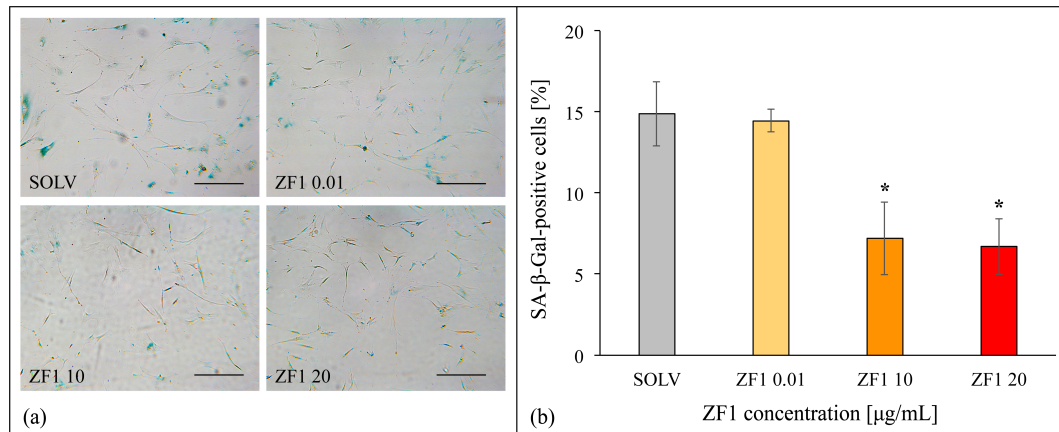 SOLV
ZF1 0.01
ZF1 10
ZF1 20
(a)
SA-β-Gal-positive cells [%]
20
15
10
5
0
*
*
SOLV
ZF1 0.01
ZF1 10
ZF1 20
ZF1 concentration [μg/mL]
(b)